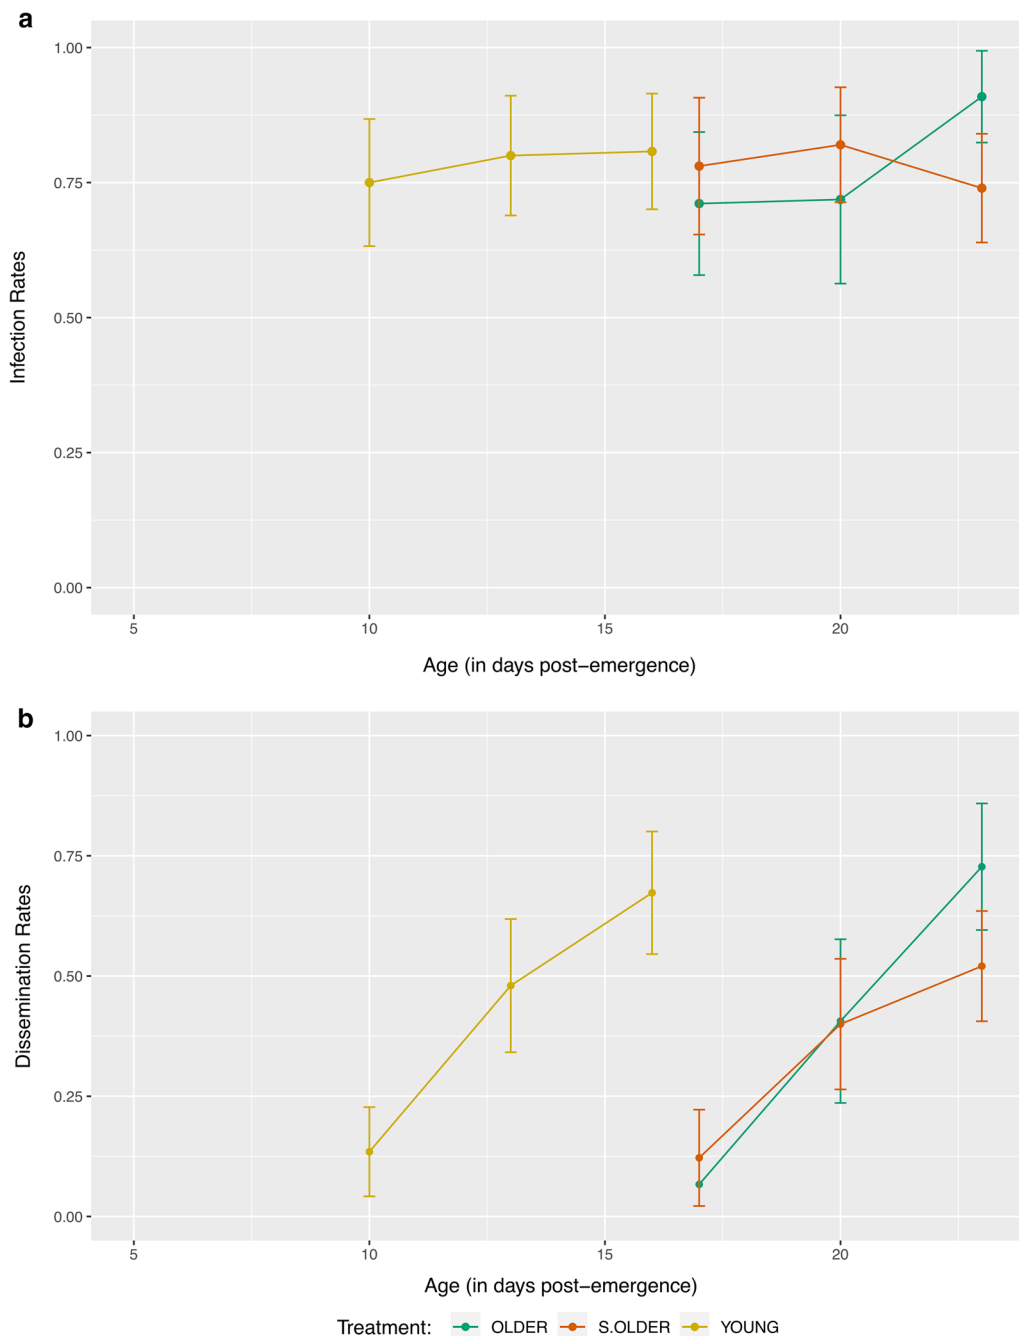 a
1.00
0.75
0.50
0.25
0.00
Infection Rates
5 10 15 20
Age (in days post−emergence)
b
1.00
0.75
0.50
0.25
0.00
Dissemination Rates
5 10 15 20
Age (in days post−emergence)
Treatment: OLDER S.OLDER YOUNG